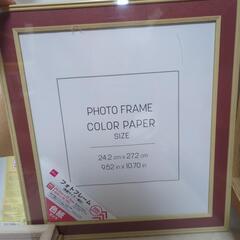 PHOTO FRAME
COLOR PAPER
SIZE
24.2 cm x 27.2 cm
9.52 in x 10.70 in
フォトフレーム